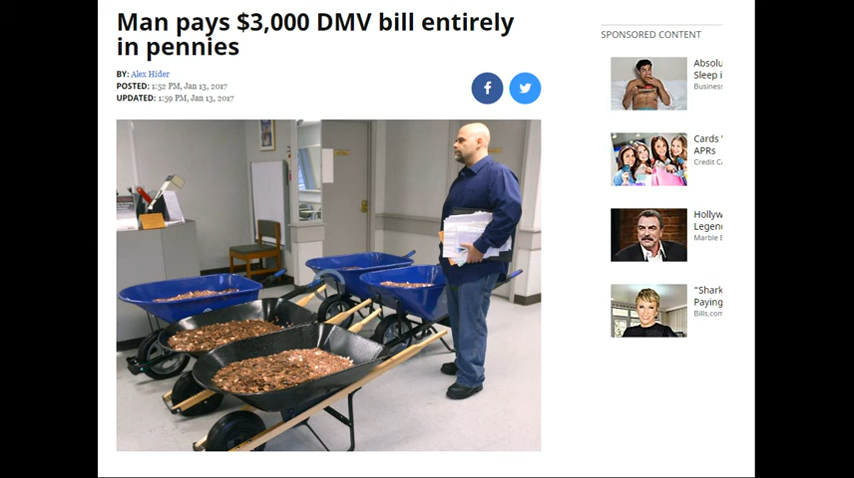 Man pays $3,000 DMV bill entirely
in pennies
BY: Alex Hider
POSTED: 1:52 PM, Jan 13, 2017
UPDATED: 1:59 PM, Jan 13, 2017
SPONSORED CONTENT
Absolu
Sleep i
Business
Cards '
APRs
Credit C
Hollyw
Legen
Marble B
"Shark
Paying
Bills.com